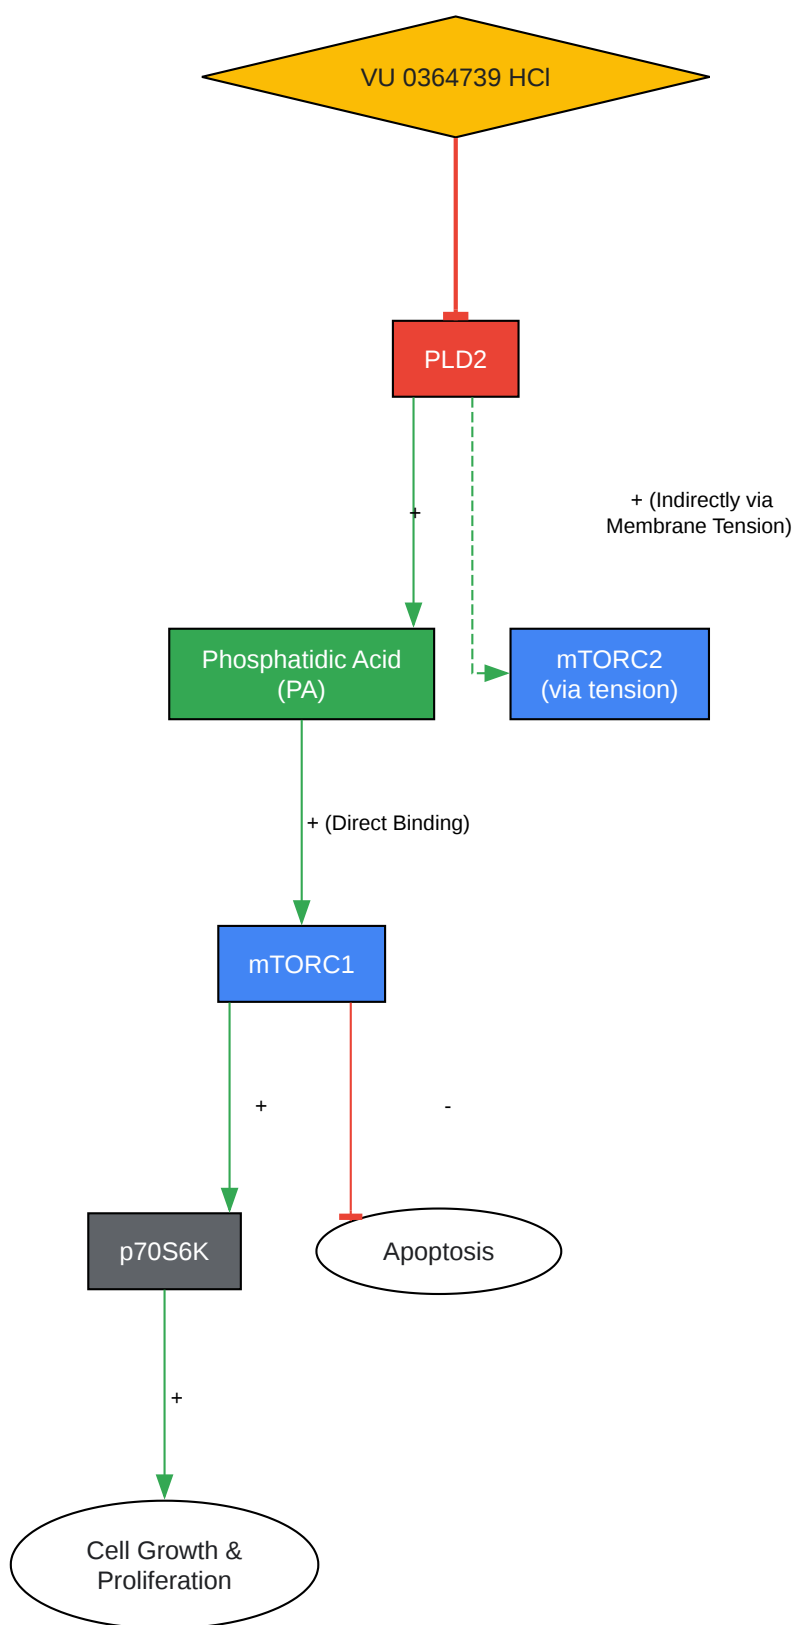 VU 0364739 HCl
PLD2
+
+ (Indirectly via
Membrane Tension)
Phosphatidic Acid
(PA)
mTORC2
(via tension)
+ (Direct Binding)
mTORC1
+
-
p70S6K
Apoptosis
+
Cell Growth &
Proliferation